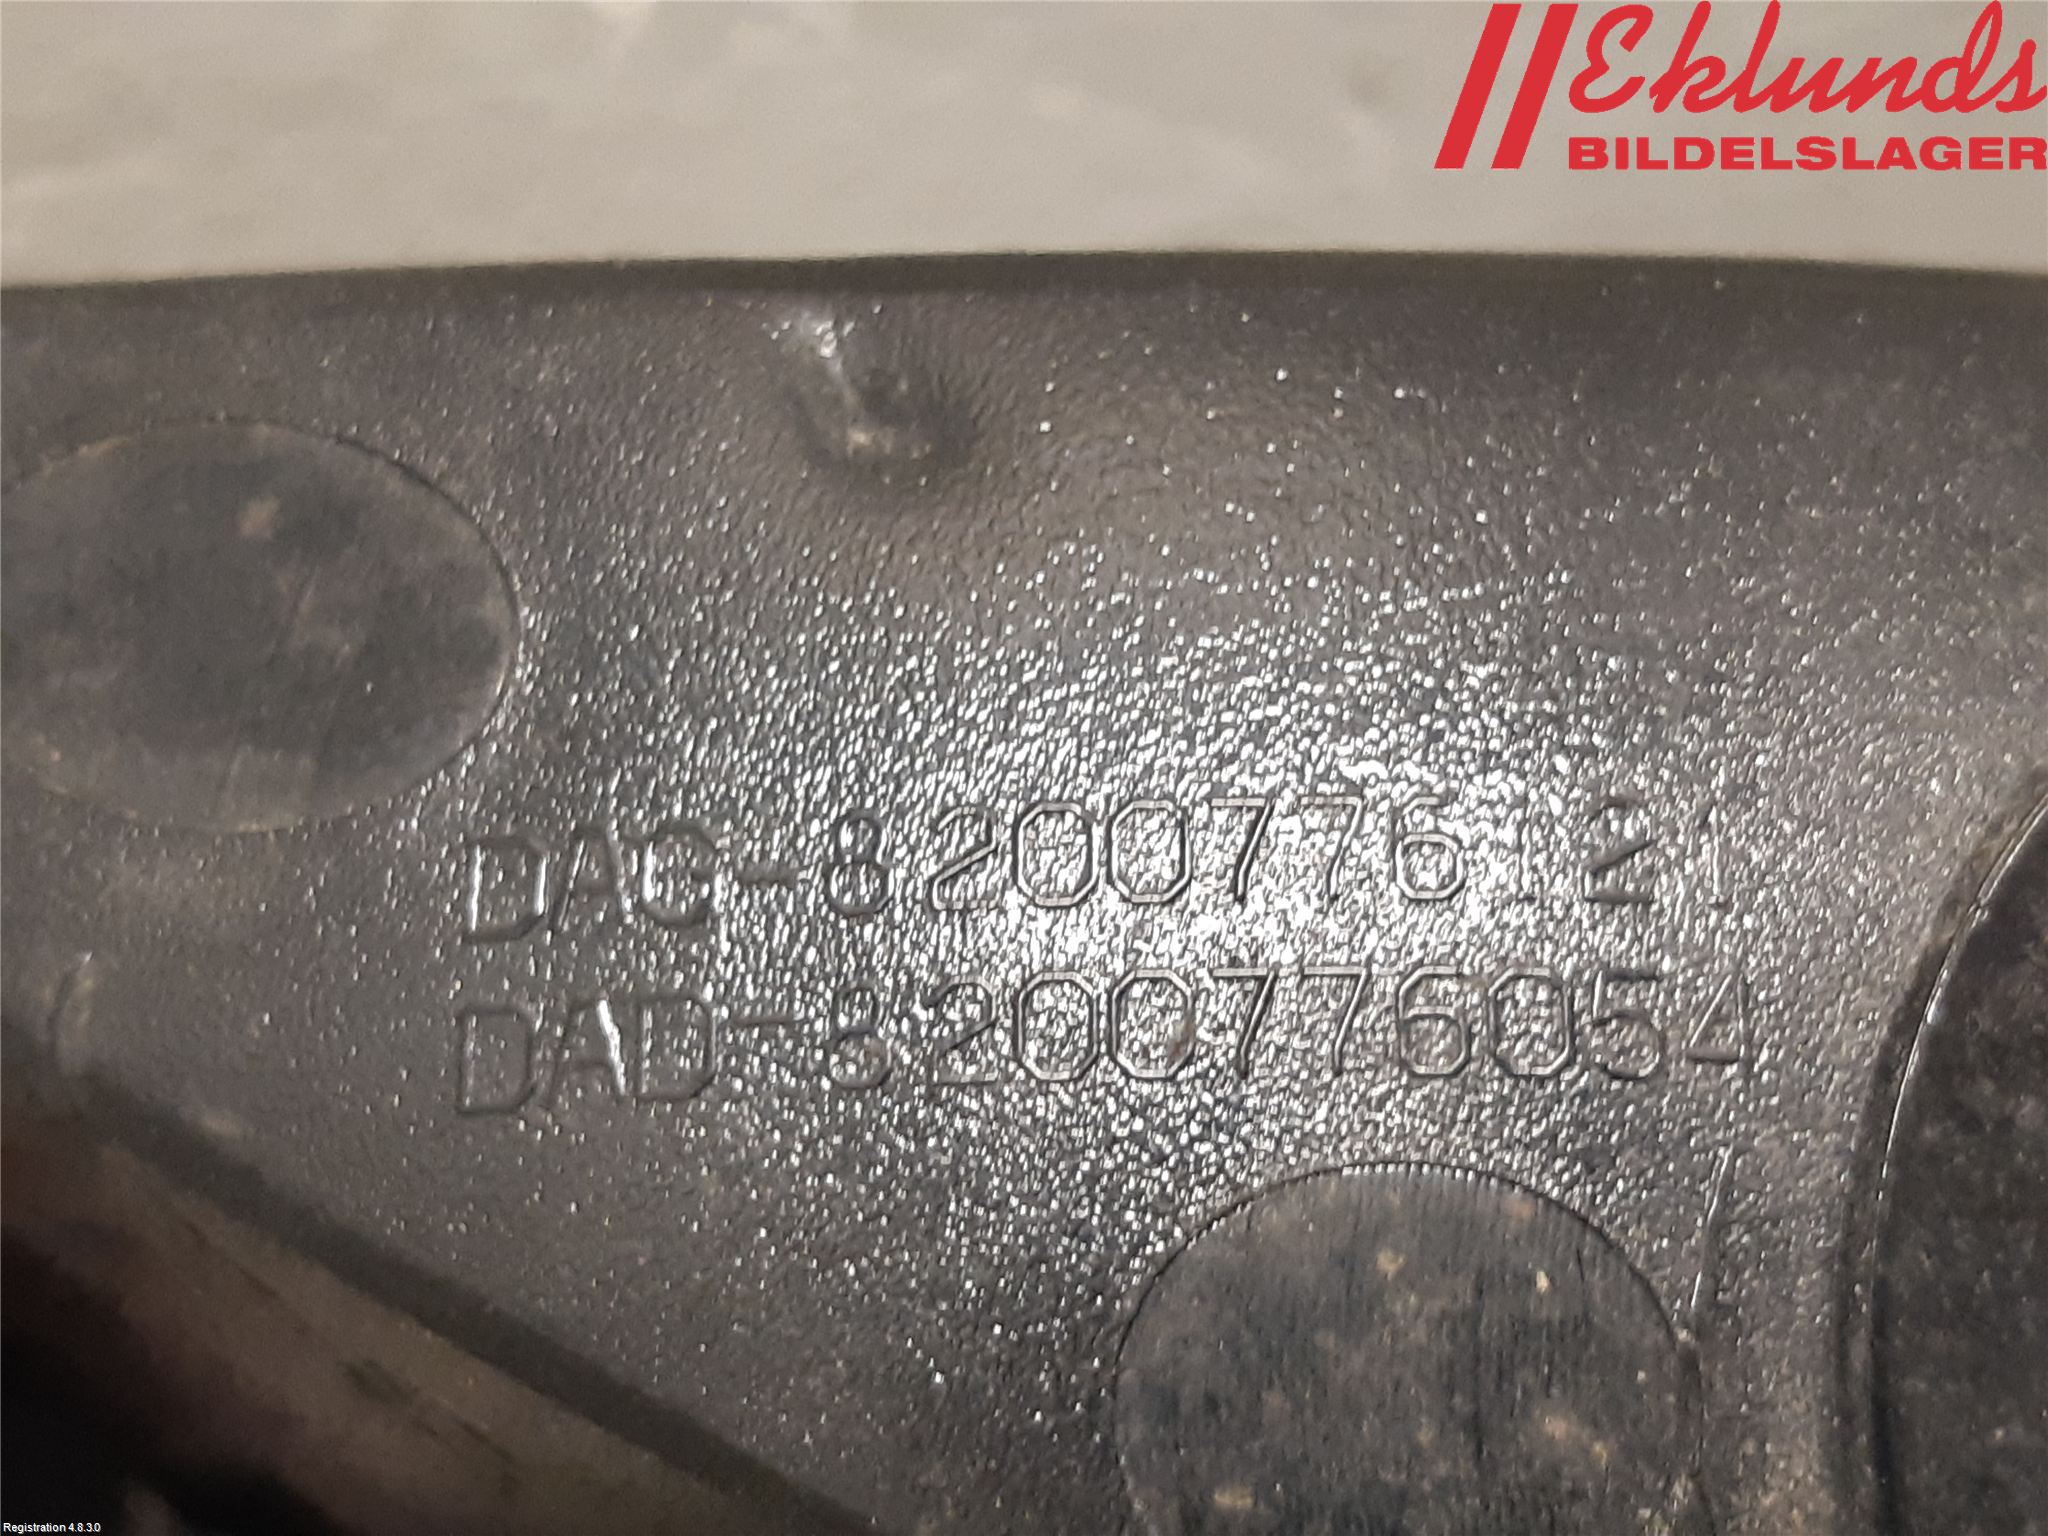 Eklunds
BILDELSLAGER
DAG-8200776121
DAD-8200776054
Registration 4.8.3.0